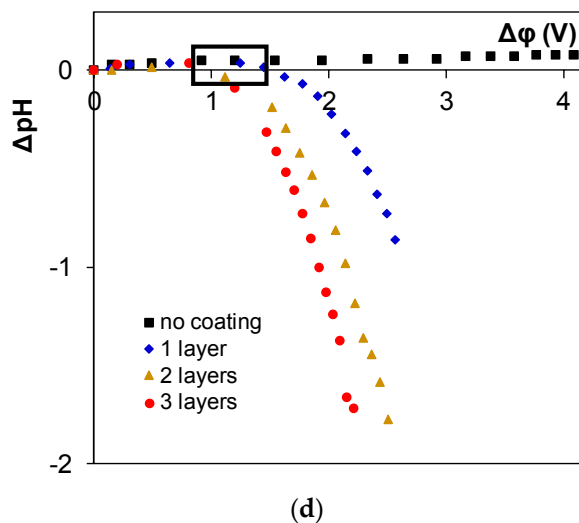 Δφ (V)
0
0 1 2 3 4
ΔpH
-1
no coating
1 layer
2 layers
3 layers
-2
(d)